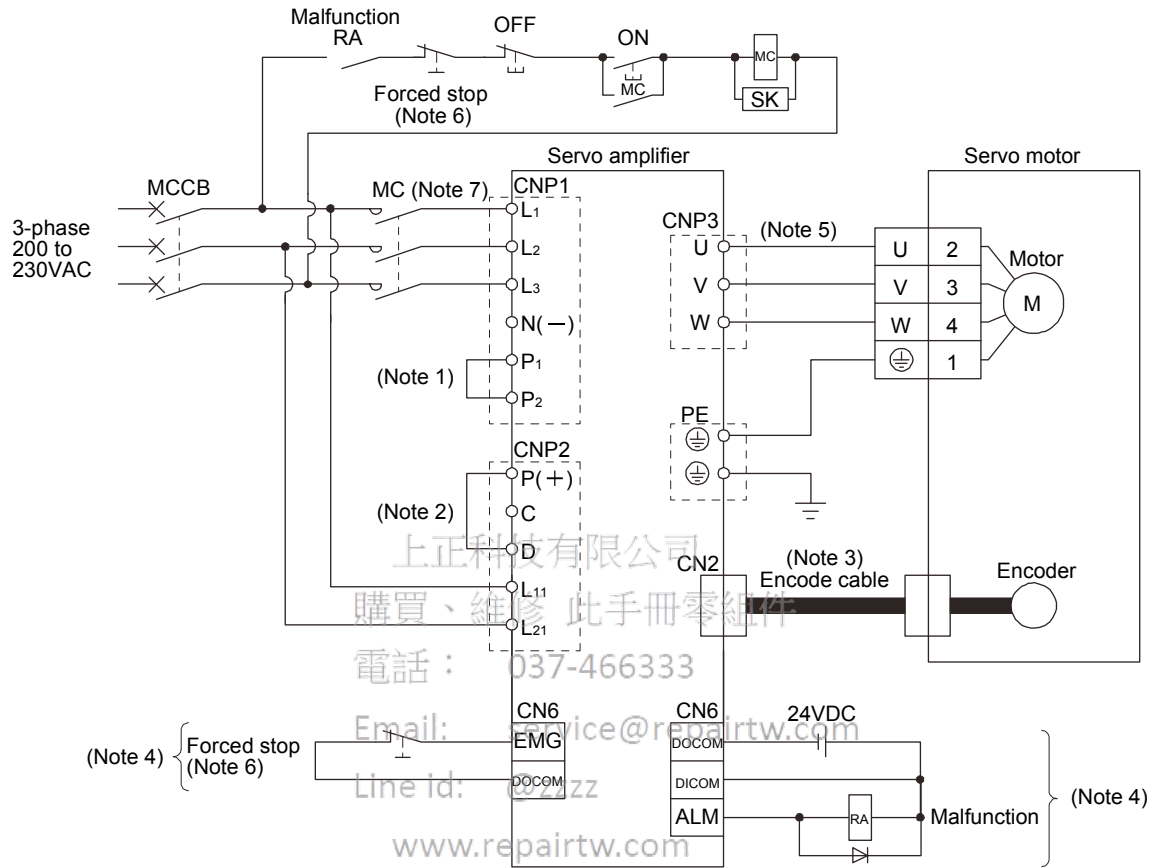 Malfunction
RA
OFF
ON
MC
MC
SK
Forced stop
(Note 6)
Servo amplifier
Servo motor
MCCB
MC (Note 7)
CNP1
3-phase
200 to
230VAC
L1
L2
L3
N(－)
P1
P2
(Note 1)
CNP3
U
V
W
(Note 5)
U 2
V 3
W 4
1
Motor
M
PE
CNP2
P(＋)
C
D
L11
L21
(Note 2)
CN2
(Note 3)
Encode cable
Encoder
上正科技有限公司
購買、維修 此手冊零組件
電話： 037-466333
Email: service@repairtw.com
Line id: @zzzz
www.repairtw.com
(Note 4)
Forced stop
(Note 6)
CN6
EMG
DOCOM
CN6
DOCOM
DICOM
ALM
24VDC
RA
Malfunction
(Note 4)